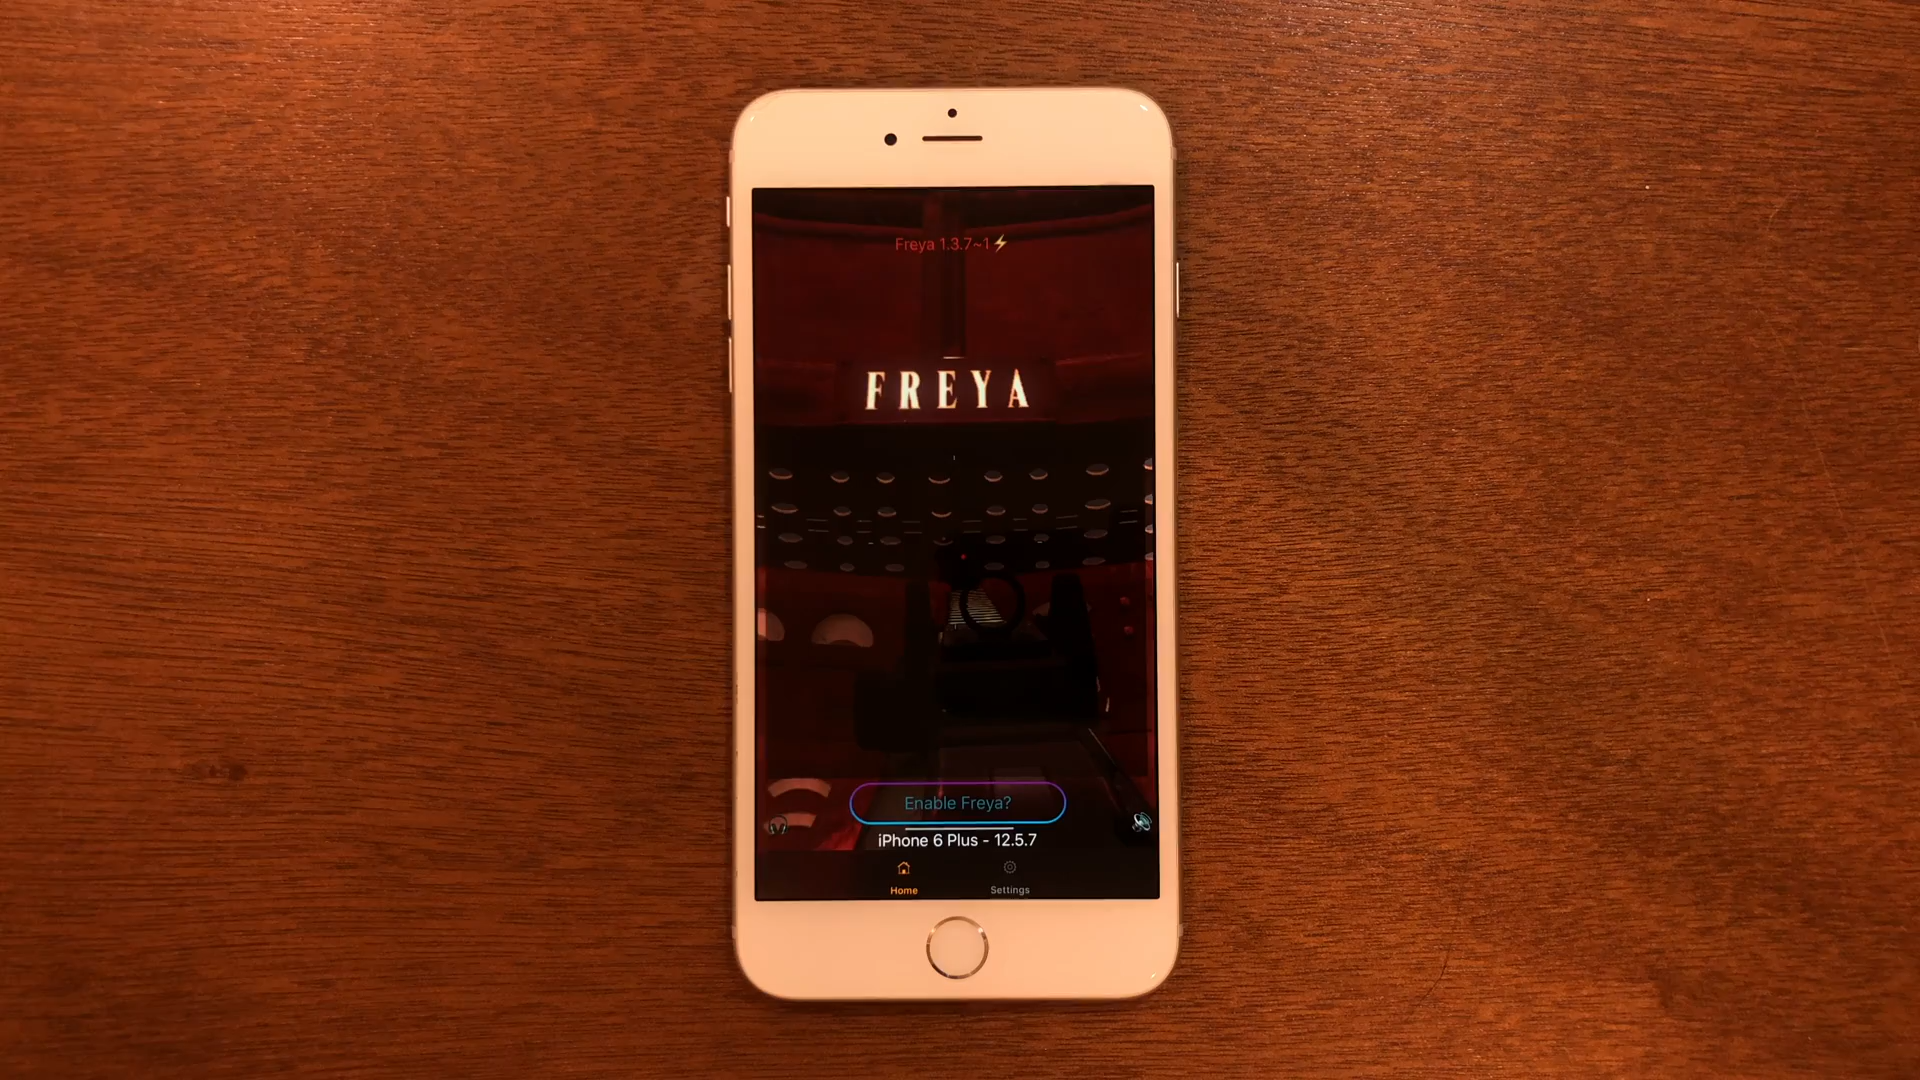 Freya 1.3.7~1⚡
FREYA
Enable Freya?
iPhone 6 Plus - 12.5.7
Home
Settings